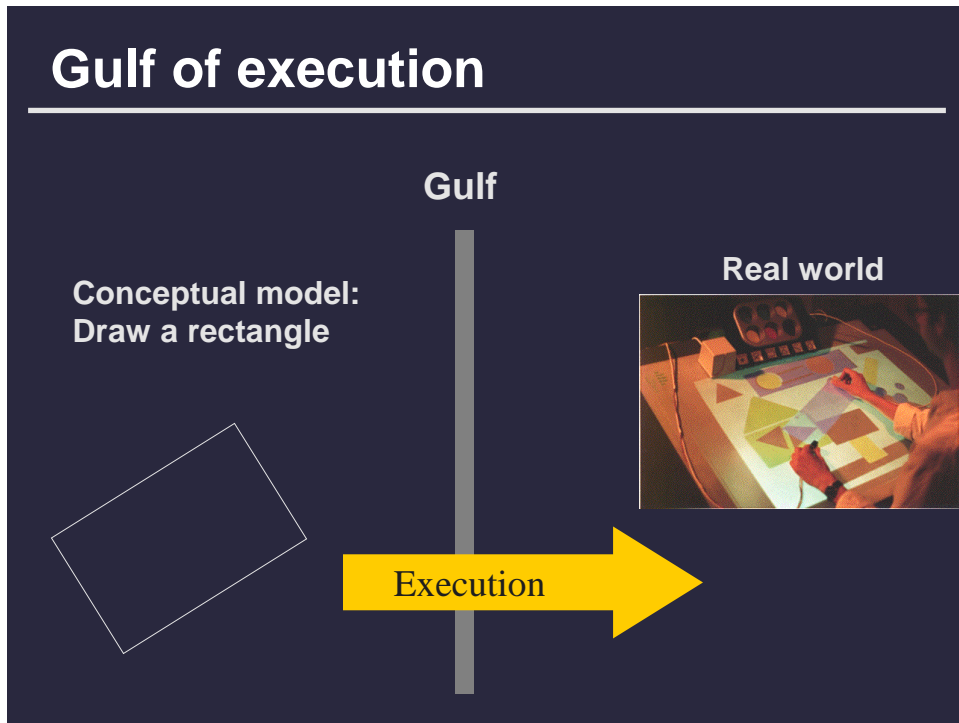 Gulf of execution
Gulf
Conceptual model:
Draw a rectangle
Real world
Execution